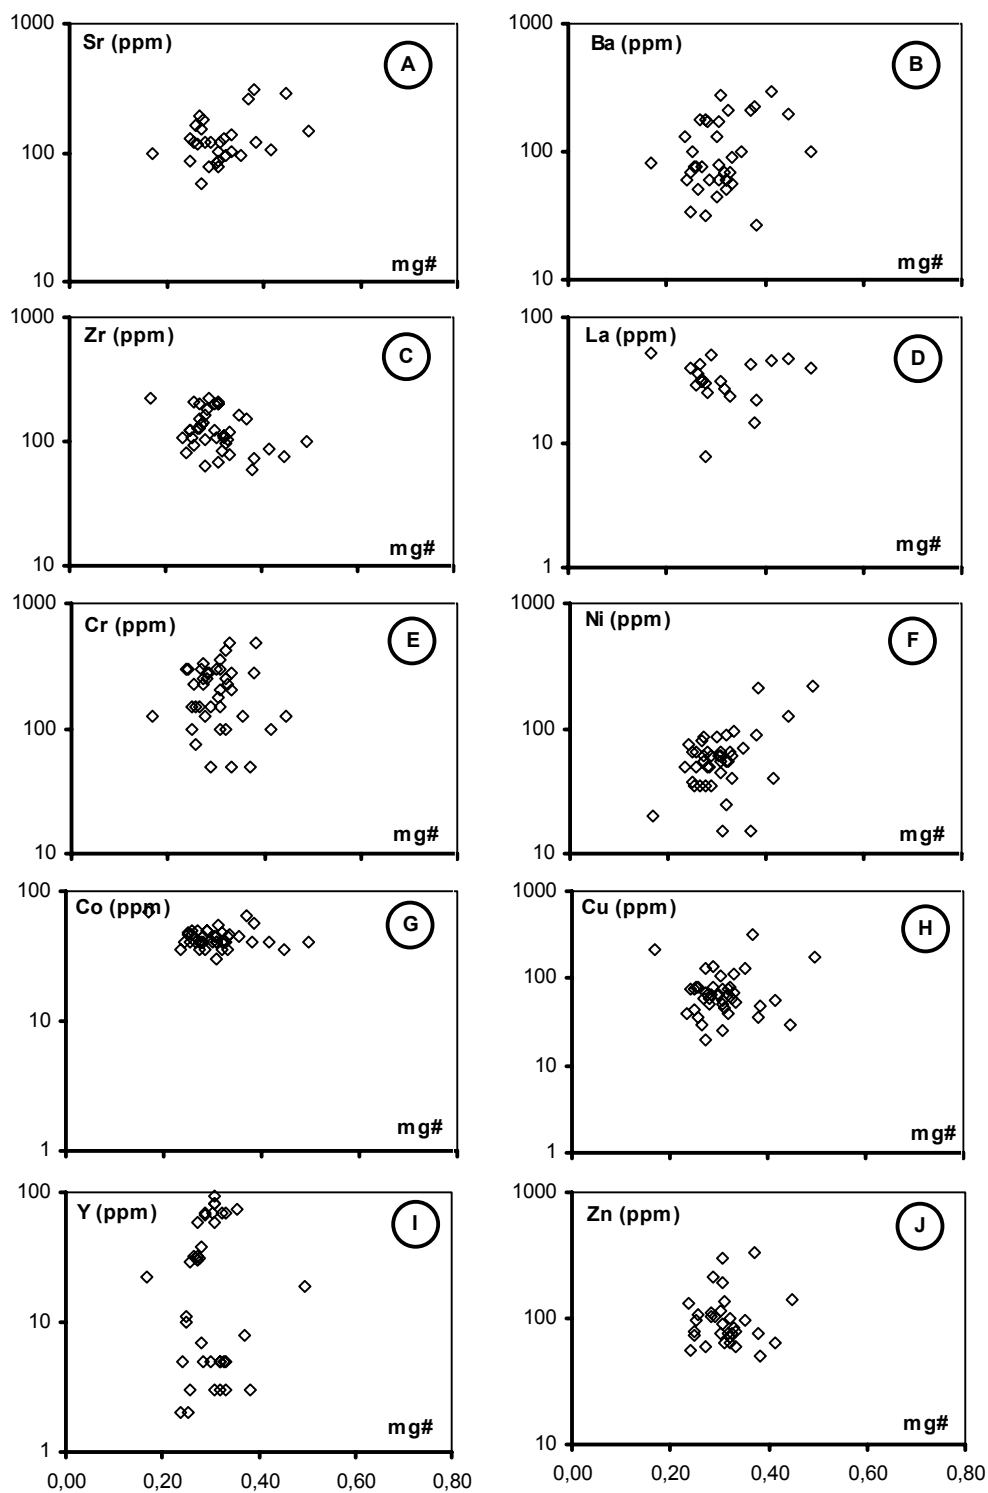 1000
Sr (ppm)
A
100
mg#
10
1000
Ba (ppm)
B
100
mg#
10
1000
Zr (ppm)
C
100
mg#
10
100
La (ppm)
D
10
mg#
1
1000
Cr (ppm)
E
100
mg#
10
1000
Ni (ppm)
F
100
mg#
10
100
Co (ppm)
G
10
mg#
1
1000
Cu (ppm)
H
100
10
mg#
1
100
Y (ppm)
I
10
mg#
1
0,00 0,20 0,40 0,60 0,80
1000
Zn (ppm)
J
100
mg#
10
0,00 0,20 0,40 0,60 0,80